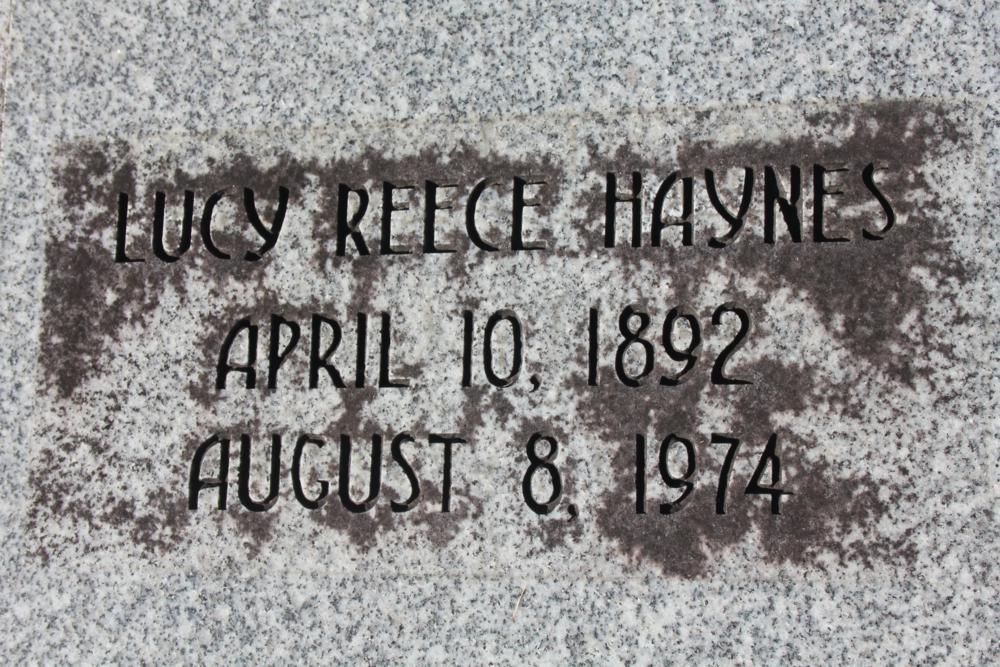 LUCY REECE HAYNES
APRIL 10, 1892
AUGUST 8, 1974